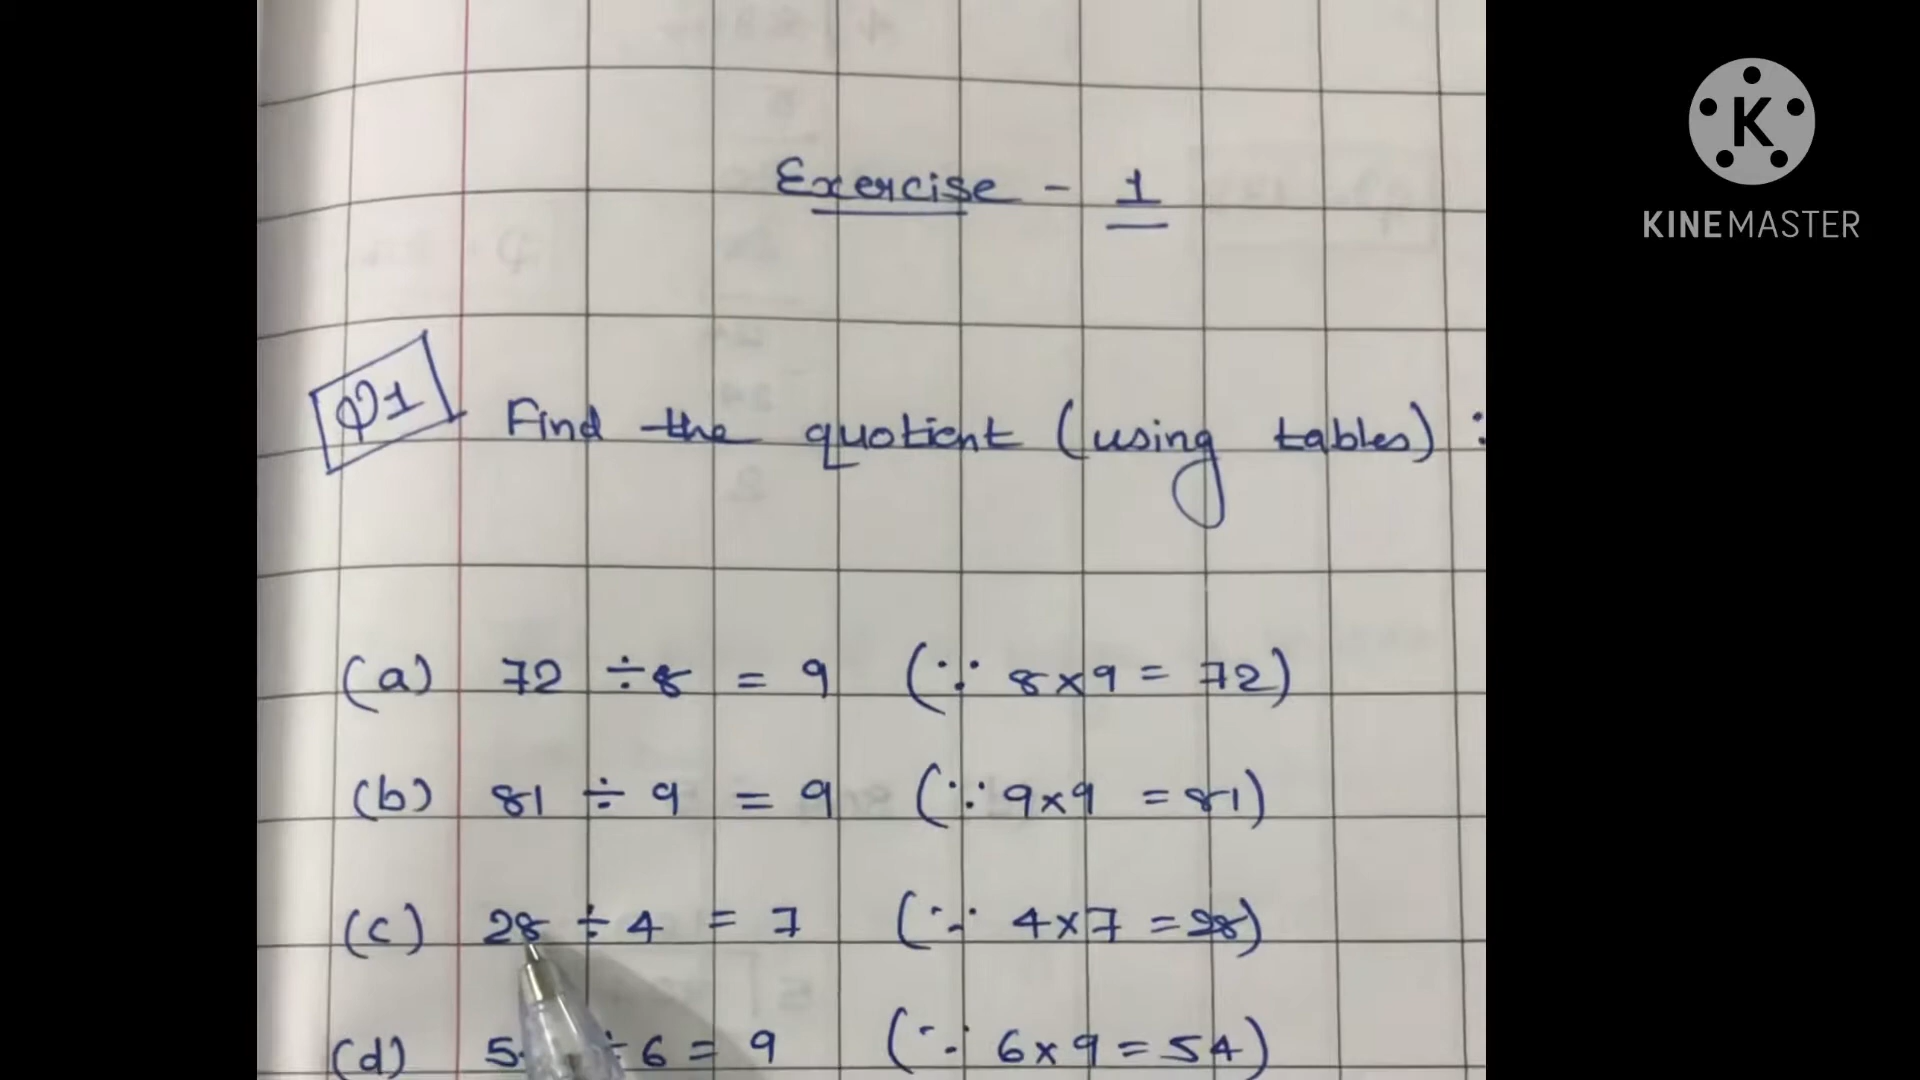 Exercise - 1
K
KINEMASTER
Q1 Find the quotient (using tables) :
(a) 72 ÷ 8 = 9 (∵ 8×9 = 72)
(b) 81 ÷ 9 = 9 (∵ 9×9 = 81)
(c) 28 ÷ 4 = 7 (∵ 4×7 = 28)
(d) 5 ÷ 6 = 9 (∵ 6×9 = 54)